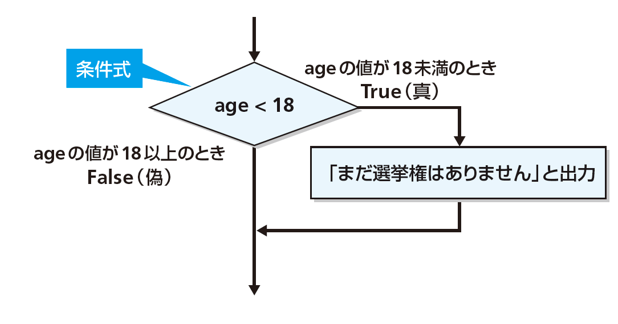 条件式
ageの値が18未満のとき
True（真）
age < 18
ageの値が18以上のとき
False（偽）
「まだ選挙権はありません」と出力